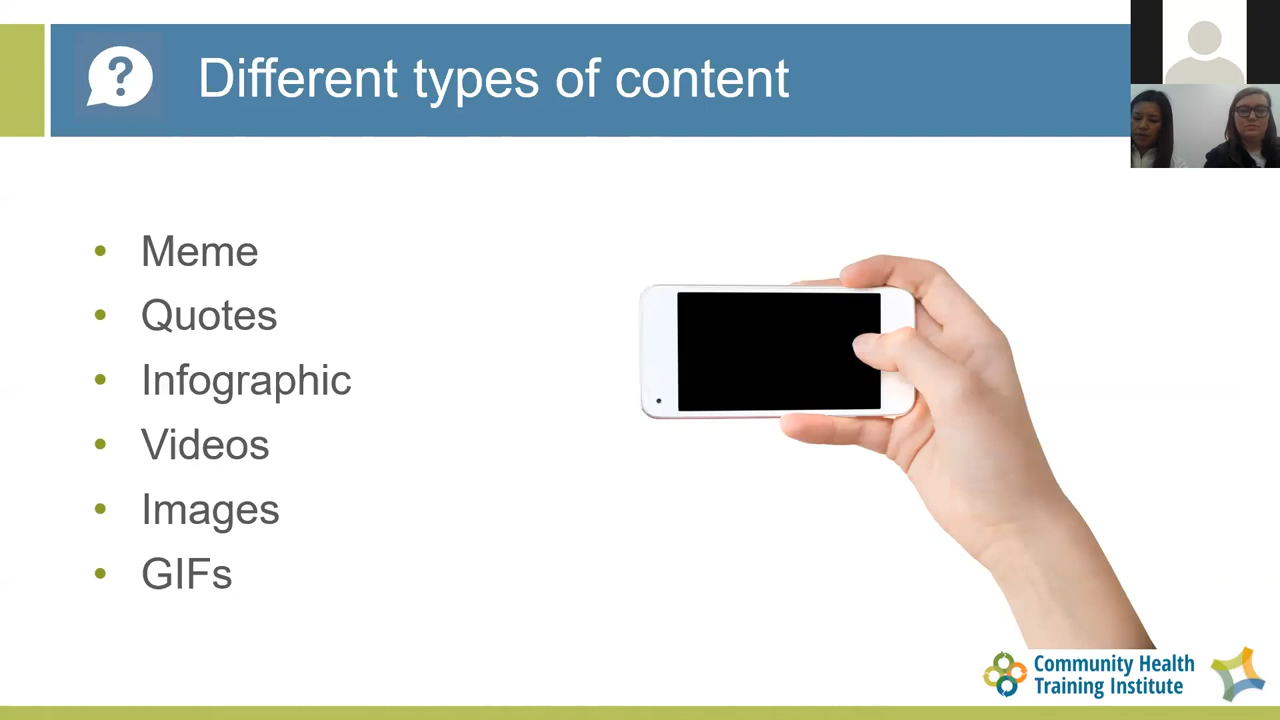 Different types of content
• Meme
• Quotes
• Infographic
• Videos
• Images
• GIFs
Community Health
Training Institute